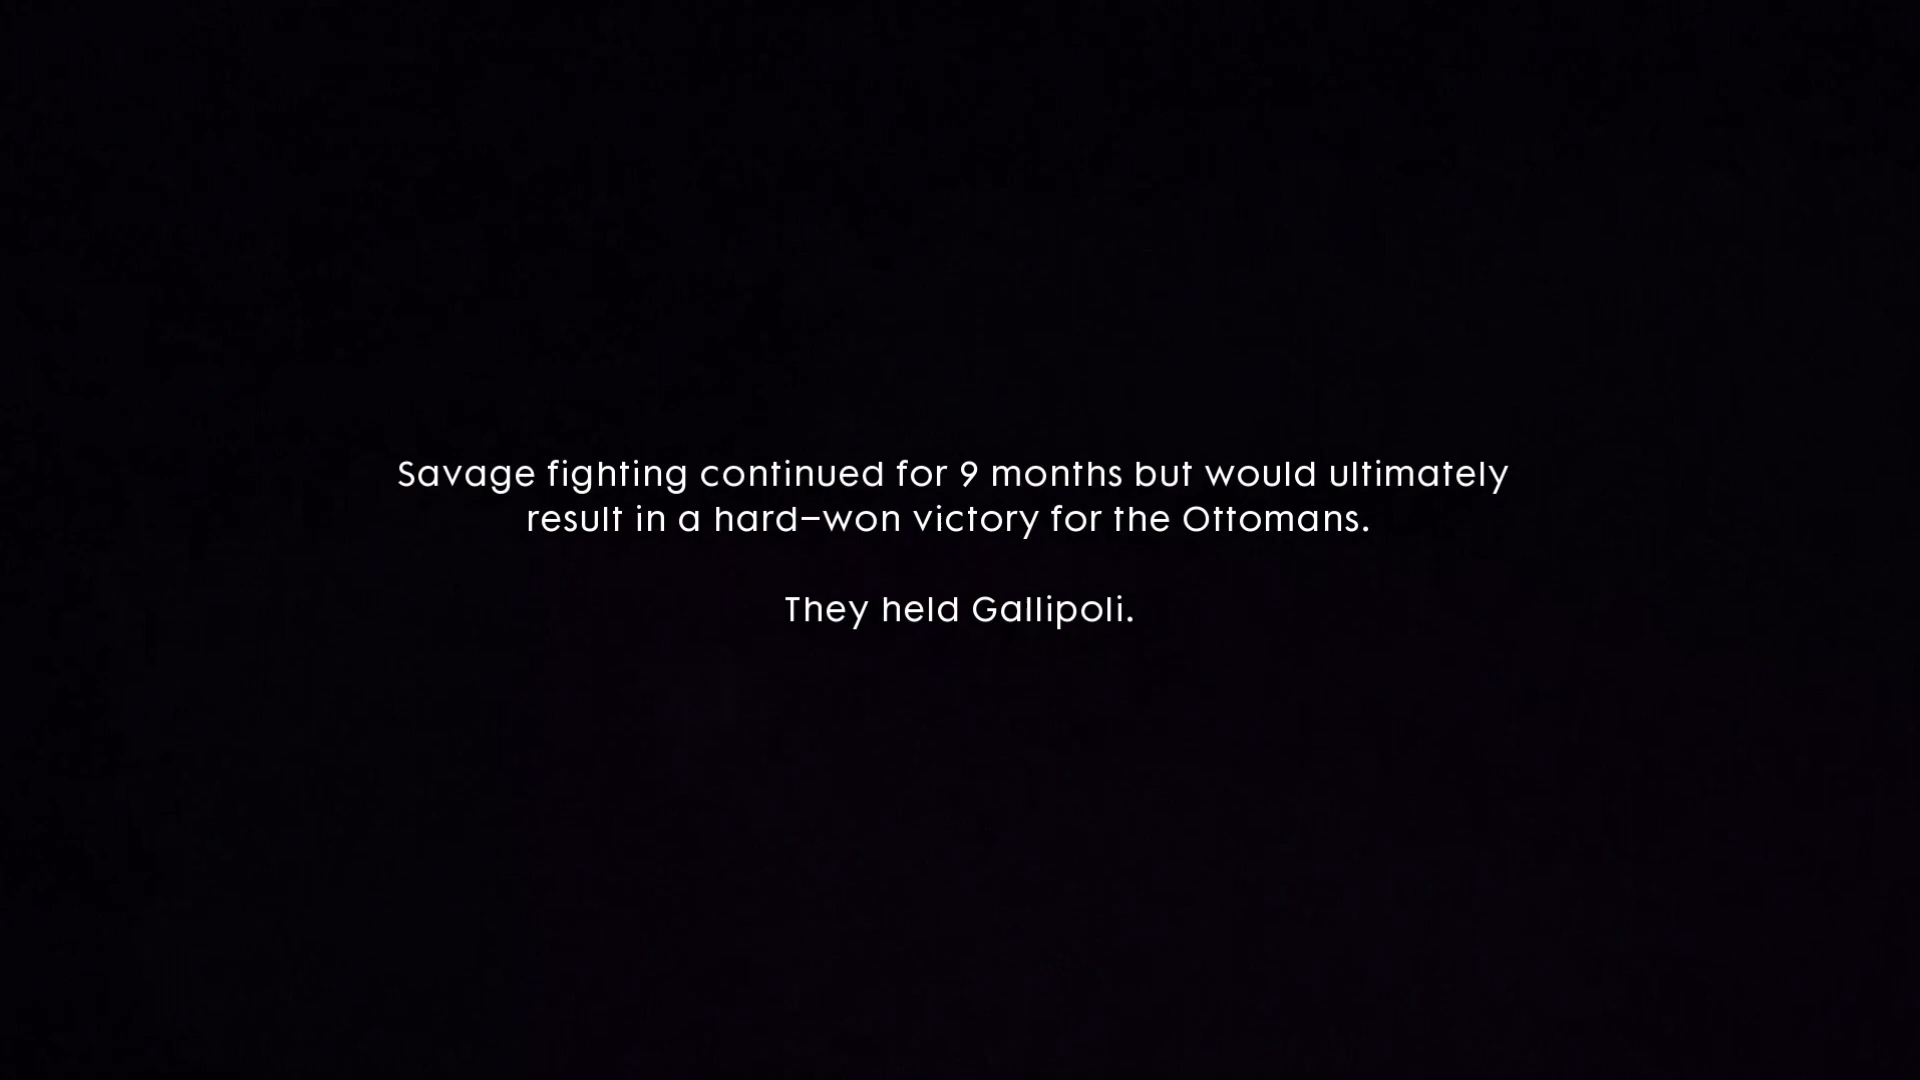 Savage fighting continued for 9 months but would ultimately
result in a hard–won victory for the Ottomans.
They held Gallipoli.